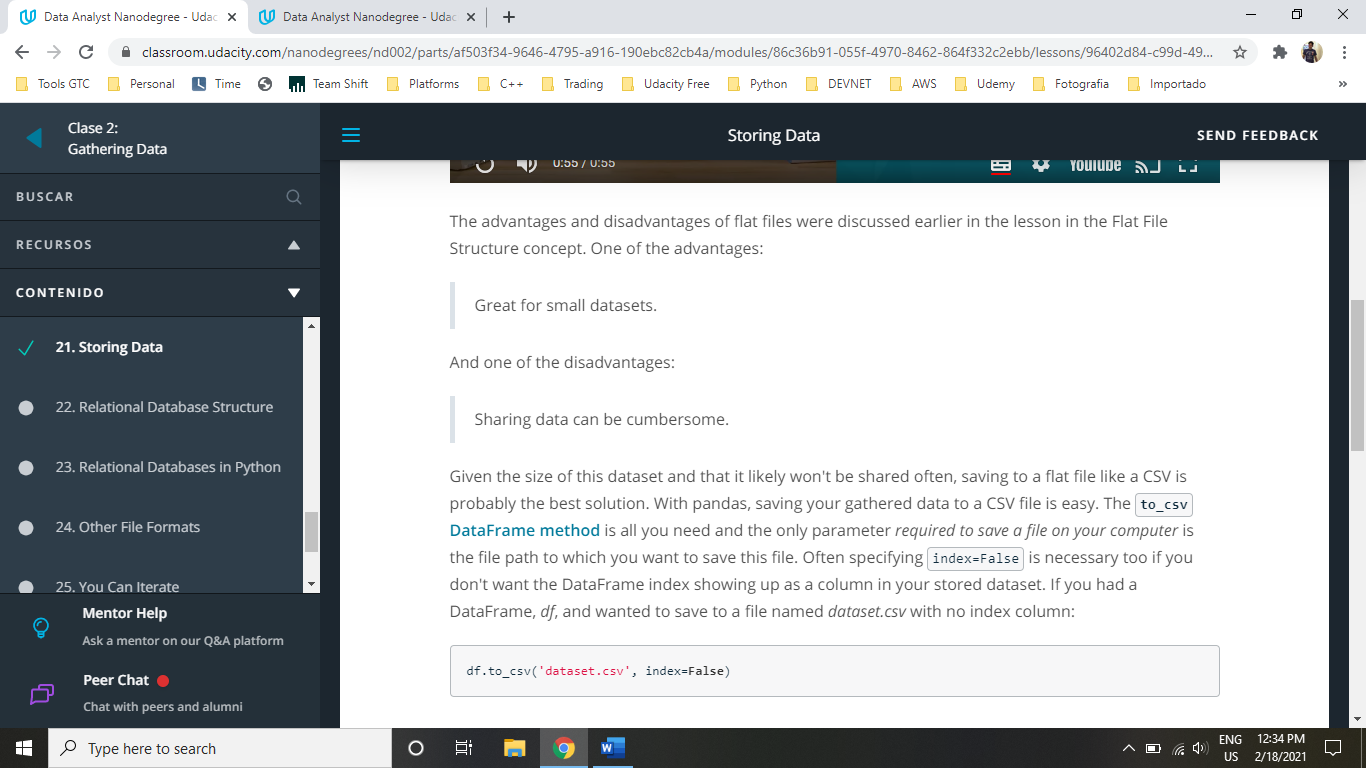 Data Analyst Nanodegree - Udac
Data Analyst Nanodegree - Udac
classroom.udacity.com/nanodegrees/nd002/parts/af503f34-9646-4795-a916-190ebc82cb4a/modules/86c36b91-055f-4970-8462-864f332c2ebb/lessons/96402d84-c99d-49...
Tools GTC
Personal
Time
Team Shift
Platforms
C++
Trading
Udacity Free
Python
DEVNET
AWS
Udemy
Fotografia
Importado
»
Clase 2:
Gathering Data
Storing Data
SEND FEEDBACK
BUSCAR
RECURSOS
CONTENIDO
21. Storing Data
22. Relational Database Structure
23. Relational Databases in Python
24. Other File Formats
25. You Can Iterate
Mentor Help
Ask a mentor on our Q&A platform
Peer Chat
Chat with peers and alumni
0:55 / 0:55
YouTube
The advantages and disadvantages of flat files were discussed earlier in the lesson in the Flat File
Structure concept. One of the advantages:
Great for small datasets.
And one of the disadvantages:
Sharing data can be cumbersome.
Given the size of this dataset and that it likely won't be shared often, saving to a flat file like a CSV is
probably the best solution. With pandas, saving your gathered data to a CSV file is easy. The to_csv
DataFrame method is all you need and the only parameter required to save a file on your computer is
the file path to which you want to save this file. Often specifying index=False is necessary too if you
don't want the DataFrame index showing up as a column in your stored dataset. If you had a
DataFrame, df, and wanted to save to a file named dataset.csv with no index column:
df.to_csv('dataset.csv', index=False)
Type here to search
W
ENG
US
12:34 PM
2/18/2021